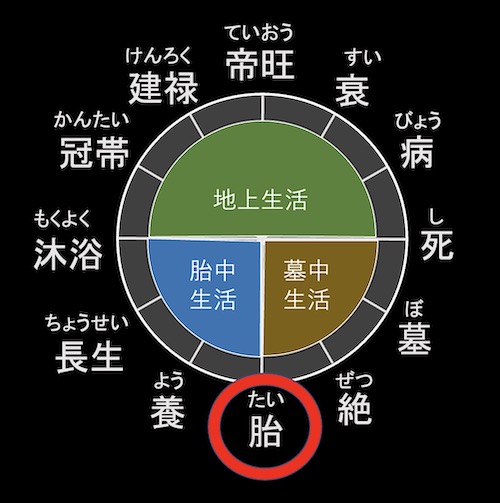 ていおう
帝旺
すい
衰
びょう
病
し
死
ぼ
墓
ぜつ
絶
たい
胎
よう
養
ちょうせい
長生
もくよく
沐浴
かんたい
冠帯
けんろく
建禄
地上生活
胎中
生活
墓中
生活